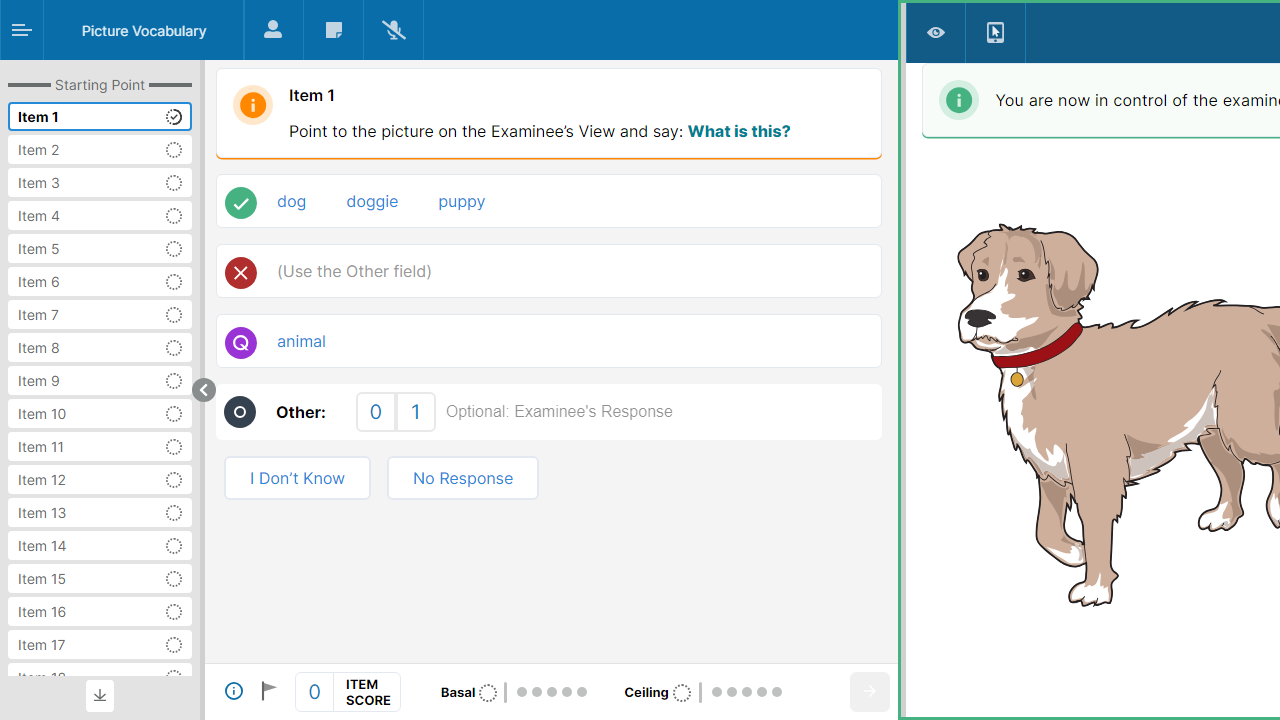 Picture Vocabulary
Starting Point
Item 1
Item 2
Item 3
Item 4
Item 5
Item 6
Item 7
Item 8
Item 9
Item 10
Item 11
Item 12
Item 13
Item 14
Item 15
Item 16
Item 17
Item 1
Point to the picture on the Examinee’s View and say: What is this?
dog doggie puppy
(Use the Other field)
Q animal
Other: 0 1 Optional: Examinee's Response
I Don’t Know No Response
0 ITEM
SCORE
Basal Ceiling
You are now in control of the